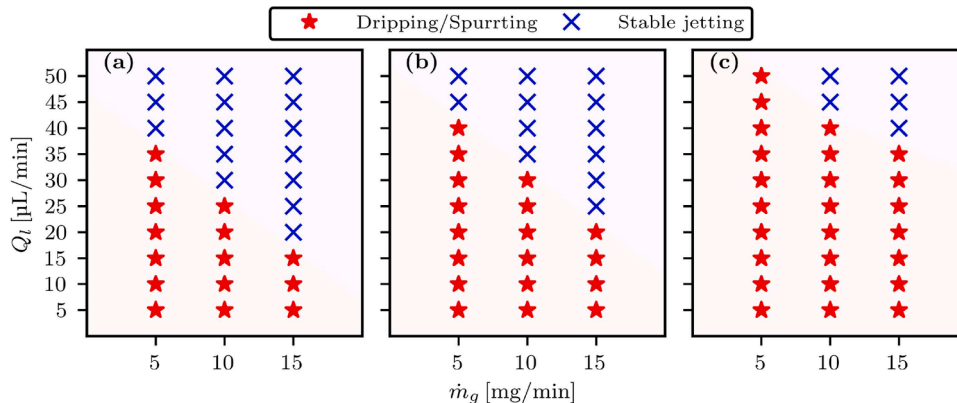 Dripping/Spurrting Stable jetting
(a) (b) (c)
50
45
40
35
30
25
20
15
10
5
Q_l [µL/min]
5 10 15 5 10 15 5 10 15
ṁ_g [mg/min]